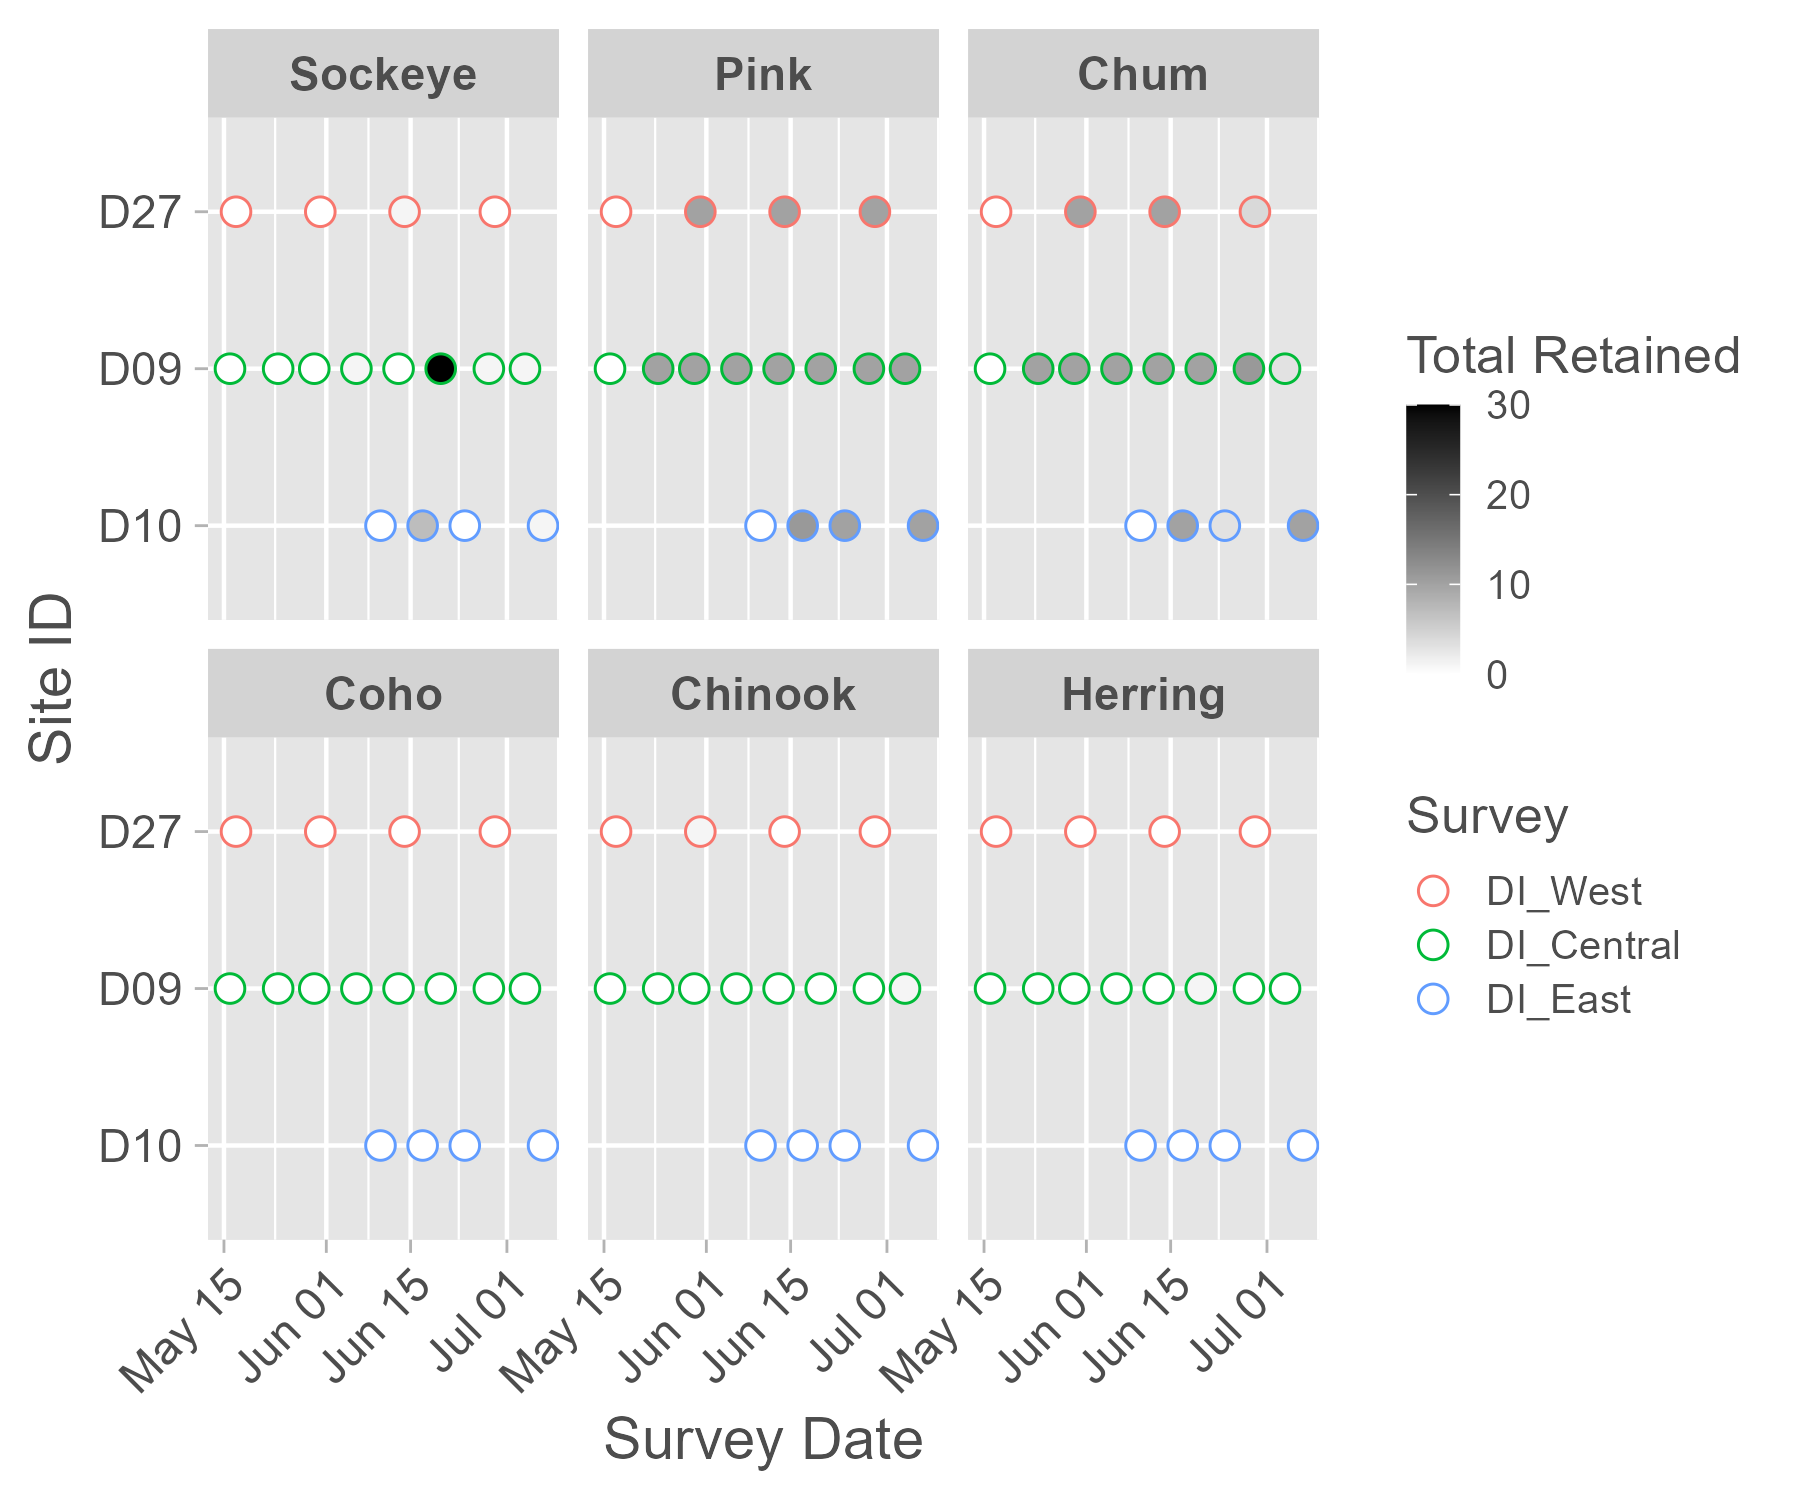 Sockeye Pink Chum
D27
D09
D10
Coho Chinook Herring
D27
D09
D10
May 15 Jun 01 Jun 15 Jul 01 May 15 Jun 01 Jun 15 Jul 01 May 15 Jun 01 Jun 15 Jul 01
Survey Date
Site ID
Total Retained
30
20
10
0
Survey
DI_West
DI_Central
DI_East